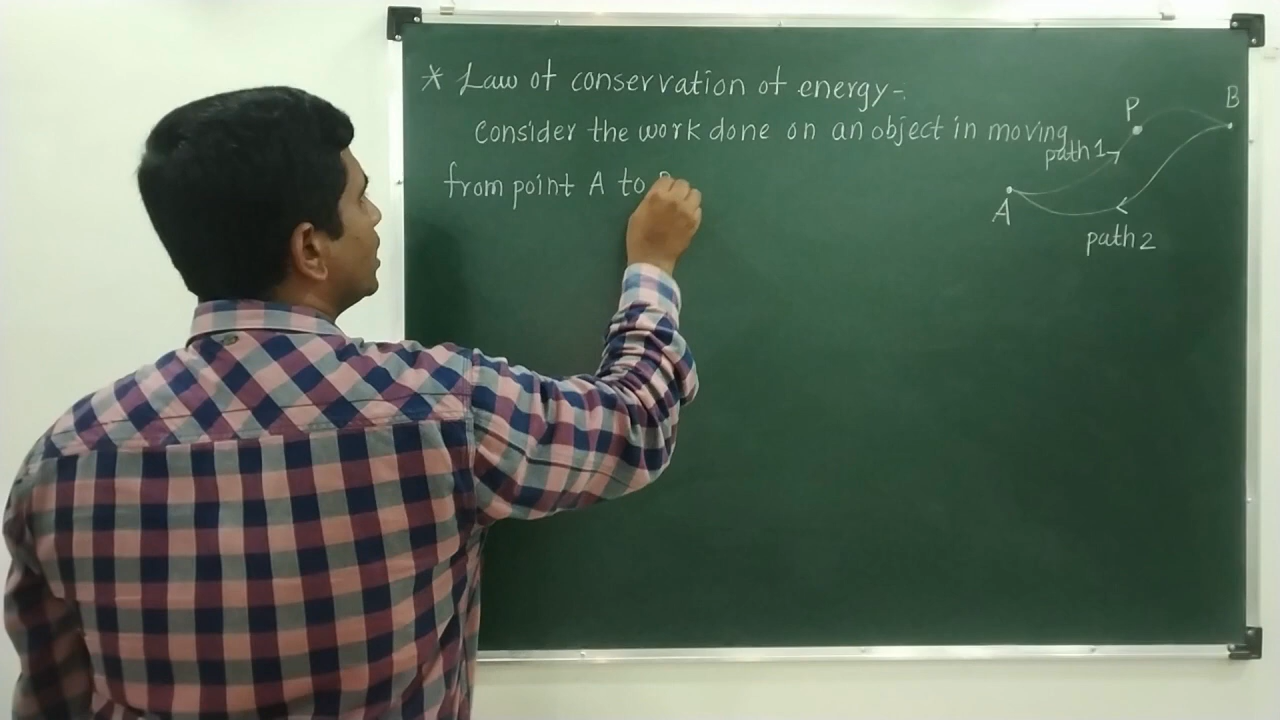 * Law of conservation of energy-
Consider the work done on an object in moving
from point A to
P
B
path 1
A
path 2